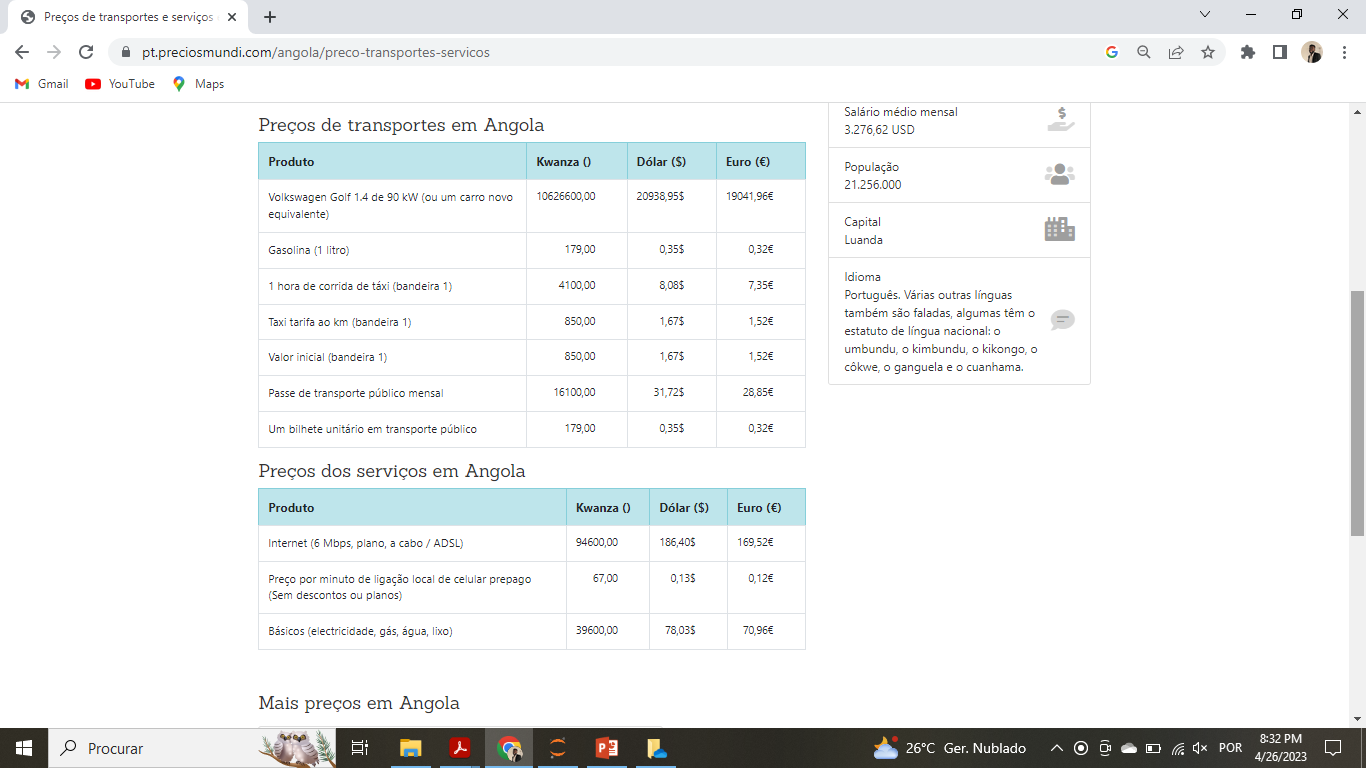 Preços de transportes e serviços
pt.preciosmundi.com/angola/preco-transportes-servicos
Gmail YouTube Maps
Preços de transportes em Angola
Produto Kwanza () Dólar ($) Euro (€)
Volkswagen Golf 1.4 de 90 kW (ou um carro novo 10626600,00 20938,95$ 19041,96€
equivalente)
Gasolina (1 litro) 179,00 0,35$ 0,32€
1 hora de corrida de táxi (bandeira 1) 4100,00 8,08$ 7,35€
Taxi tarifa ao km (bandeira 1) 850,00 1,67$ 1,52€
Valor inicial (bandeira 1) 850,00 1,67$ 1,52€
Passe de transporte público mensal 16100,00 31,72$ 28,85€
Um bilhete unitário em transporte público 179,00 0,35$ 0,32€
Preços dos serviços em Angola
Produto Kwanza () Dólar ($) Euro (€)
Internet (6 Mbps, plano, a cabo / ADSL) 94600,00 186,40$ 169,52€
Preço por minuto de ligação local de celular prepago 67,00 0,13$ 0,12€
(Sem descontos ou planos)
Básicos (electricidade, gás, água, lixo) 39600,00 78,03$ 70,96€
Mais preços em Angola
Salário médio mensal
3.276,62 USD
População
21.256.000
Capital
Luanda
Idioma
Português. Várias outras línguas
também são faladas, algumas têm o
estatuto de língua nacional: o
umbundu, o kimbundu, o kikongo, o
côkwe, o ganguela e o cuanhama.
Procurar
26°C Ger. Nublado
POR
8:32 PM
4/26/2023